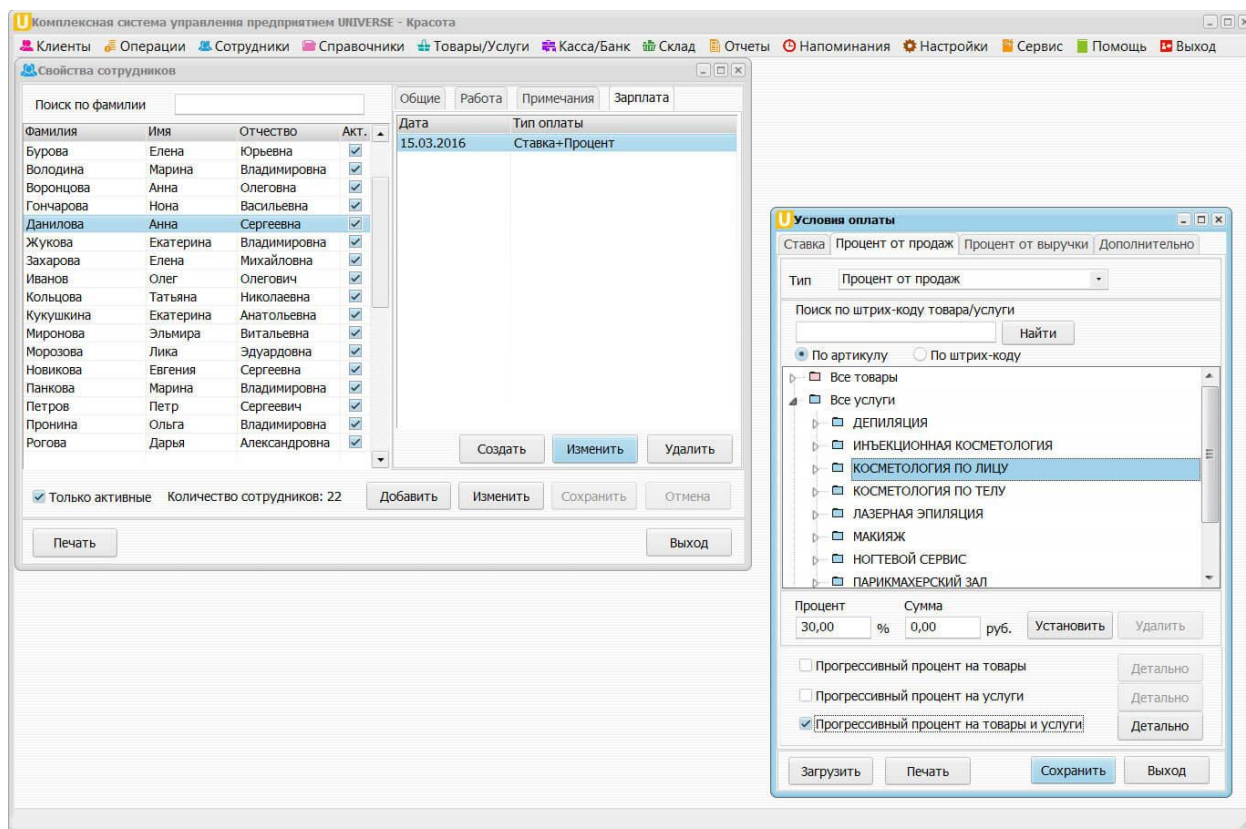 Комплексная система управления предприятием UNIVERSE - Красота
Клиенты Операции Сотрудники Справочники Товары/Услуги Касса/Банк Склад Отчеты Напоминания Настройки Сервис Помощь Выход
Свойства сотрудников
Поиск по фамилии
Фамилия Имя Отчество Акт.
Бурова Елена Юрьевна
Володина Марина Владимировна
Воронцова Анна Олеговна
Гончарова Нона Васильевна
Данилова Анна Сергеевна
Жукова Екатерина Владимировна
Захарова Елена Михайловна
Иванов Олег Олегович
Кольцова Татьяна Николаевна
Кукушкина Екатерина Анатольевна
Миронова Эльмира Витальевна
Морозова Лика Эдуардовна
Новикова Евгения Сергеевна
Панкова Марина Владимировна
Петров Петр Сергеевич
Пронина Ольга Владимировна
Рогова Дарья Александровна
Общие Работа Примечания Зарплата
Дата Тип оплаты
15.03.2016 Ставка+Процент
Создать Изменить Удалить
Только активные Количество сотрудников: 22 Добавить Изменить Сохранить Отмена
Печать Выход
U Условия оплаты
Ставка Процент от продаж Процент от выручки Дополнительно
Тип Процент от продаж
Поиск по штрих-коду товара/услуги
Найти
По артикулу По штрих-коду
Все товары
Все услуги
ДЕПИЛЯЦИЯ
ИНЪЕКЦИОННАЯ КОСМЕТОЛОГИЯ
КОСМЕТОЛОГИЯ ПО ЛИЦУ
КОСМЕТОЛОГИЯ ПО ТЕЛУ
ЛАЗЕРНАЯ ЭПИЛЯЦИЯ
МАКИЯЖ
НОГТЕВОЙ СЕРВИС
ПАРИКМАХЕРСКИЙ ЗАЛ
Процент Сумма
30,00 % 0,00 руб. Установить Удалить
Прогрессивный процент на товары Детально
Прогрессивный процент на услуги Детально
Прогрессивный процент на товары и услуги Детально
Загрузить Печать Сохранить Выход